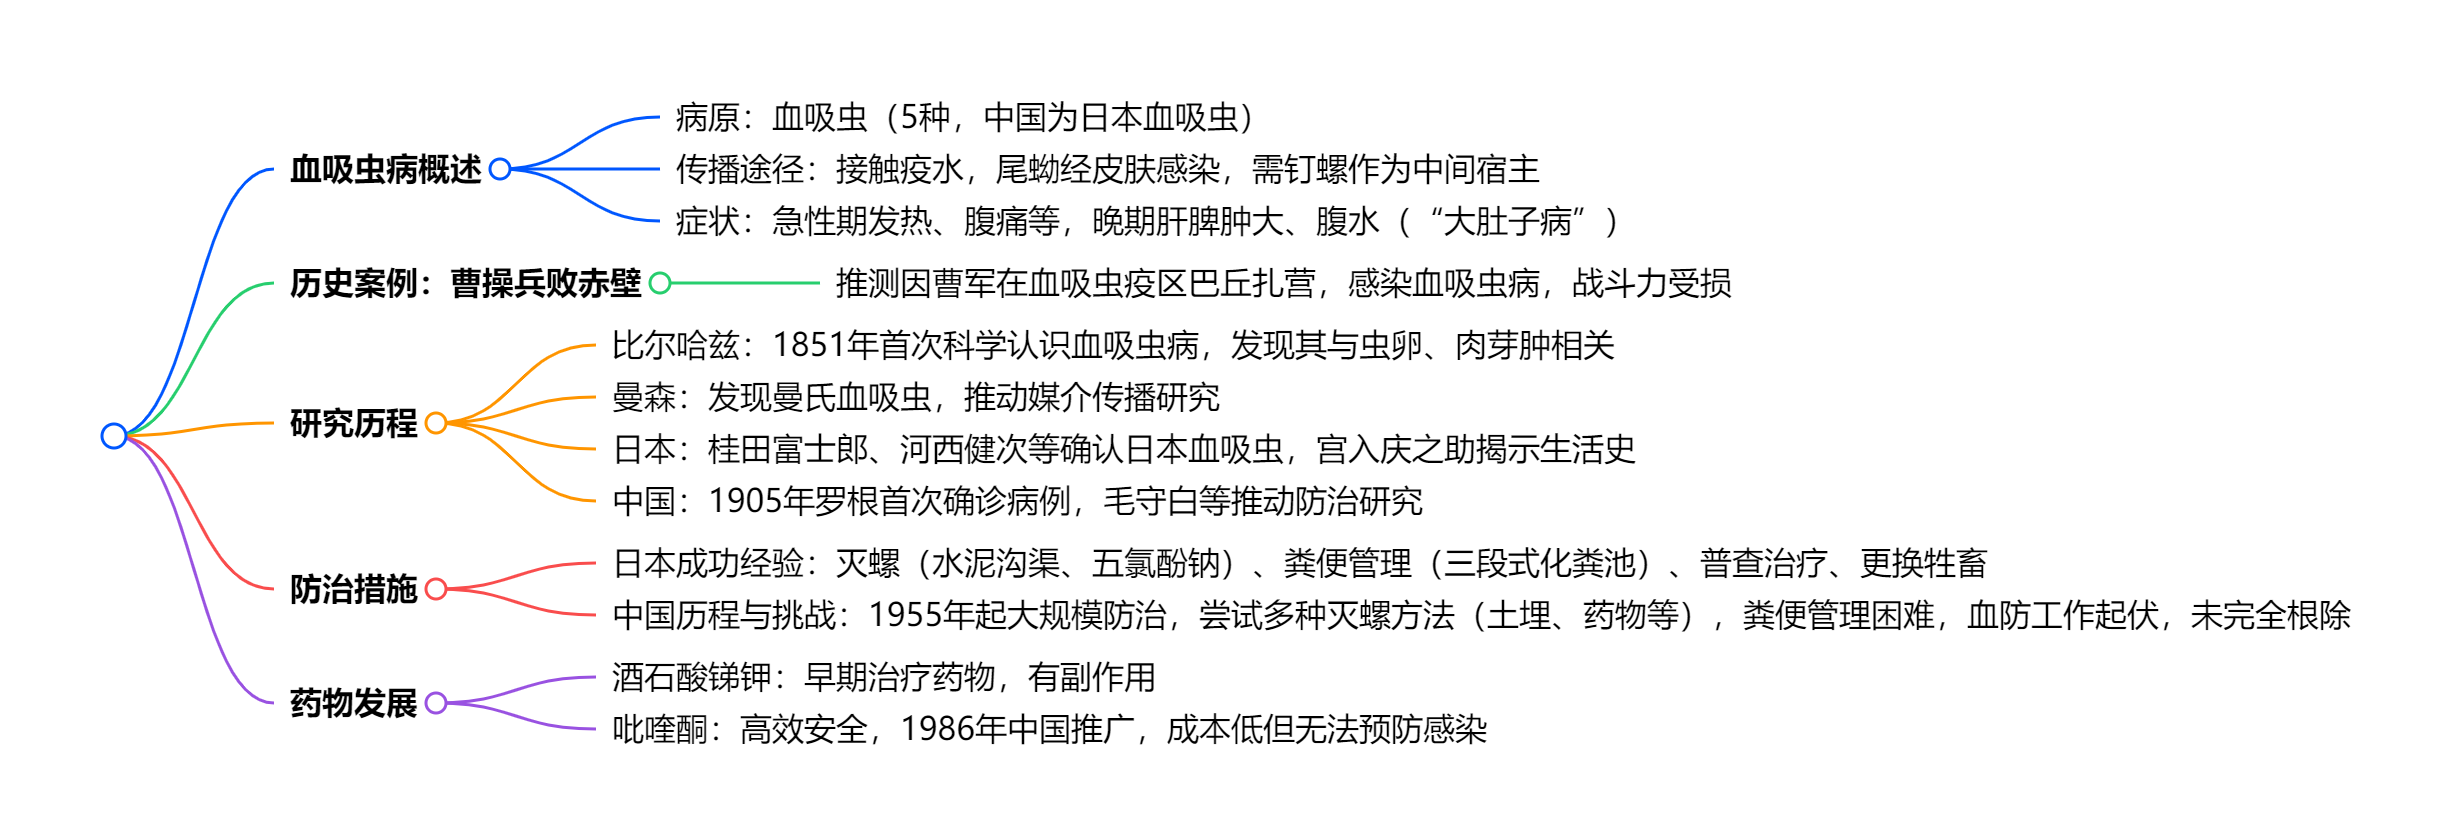 血吸虫病概述
病原：血吸虫（5种，中国为日本血吸虫）
传播途径：接触疫水，尾蚴经皮肤感染，需钉螺作为中间宿主
症状：急性期发热、腹痛等，晚期肝脾肿大、腹水（“大肚子病”）
历史案例：曹操兵败赤壁
推测因曹军在血吸虫疫区巴丘扎营，感染血吸虫病，战斗力受损
研究历程
比尔哈兹：1851年首次科学认识血吸虫病，发现其与虫卵、肉芽肿相关
曼森：发现曼氏血吸虫，推动媒介传播研究
日本：桂田富士郎、河西健次等确认日本血吸虫，宫入庆之助揭示生活史
中国：1905年罗根首次确诊病例，毛守白等推动防治研究
防治措施
日本成功经验：灭螺（水泥沟渠、五氯酚钠）、粪便管理（三段式化粪池）、普查治疗、更换牲畜
中国历程与挑战：1955年起大规模防治，尝试多种灭螺方法（土埋、药物等），粪便管理困难，血防工作起伏，未完全根除
药物发展
酒石酸锑钾：早期治疗药物，有副作用
吡喹酮：高效安全，1986年中国推广，成本低但无法预防感染